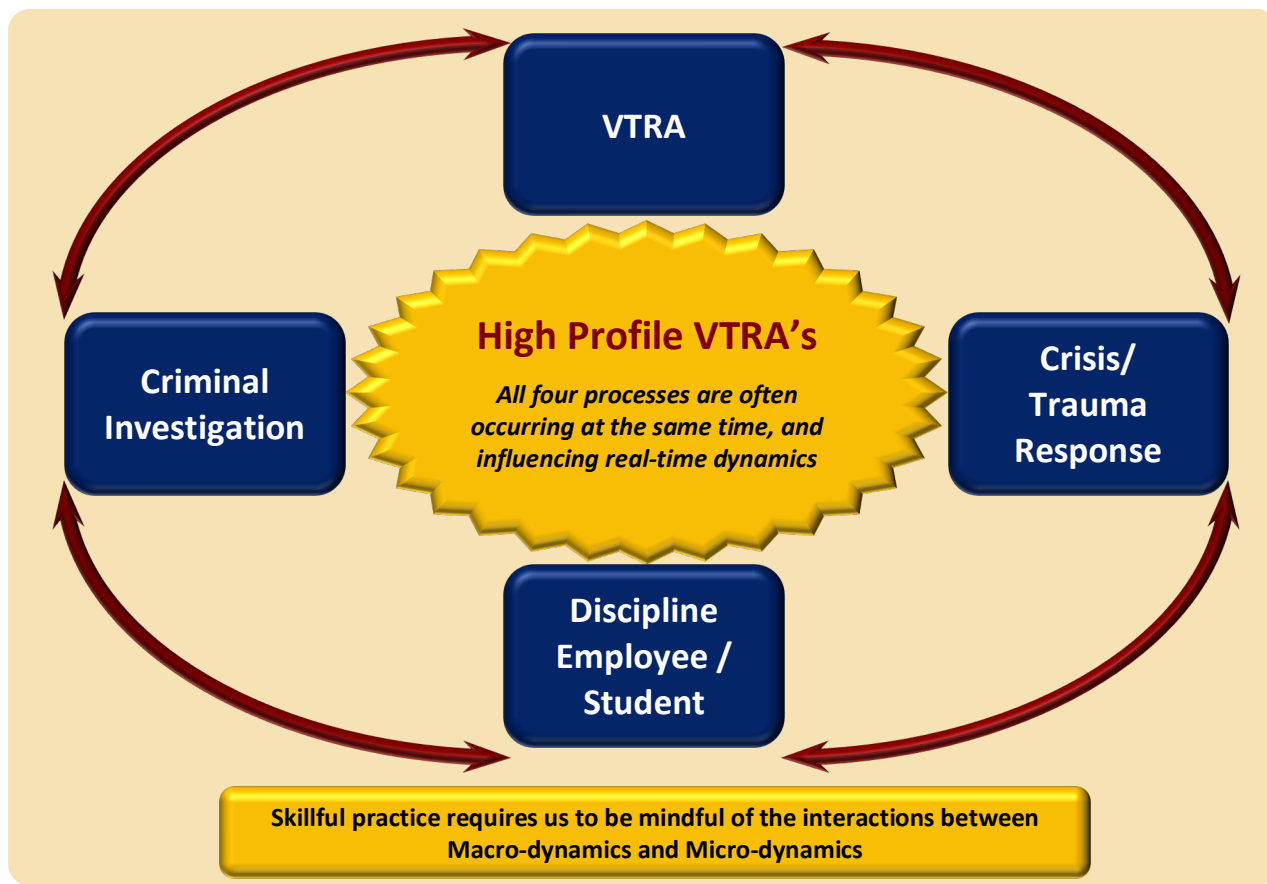 VTRA
High Profile VTRA's
All four processes are often
occurring at the same time, and
influencing real-time dynamics
Criminal
Investigation
Crisis/
Trauma
Response
Discipline
Employee /
Student
Skillful practice requires us to be mindful of the interactions between
Macro-dynamics and Micro-dynamics